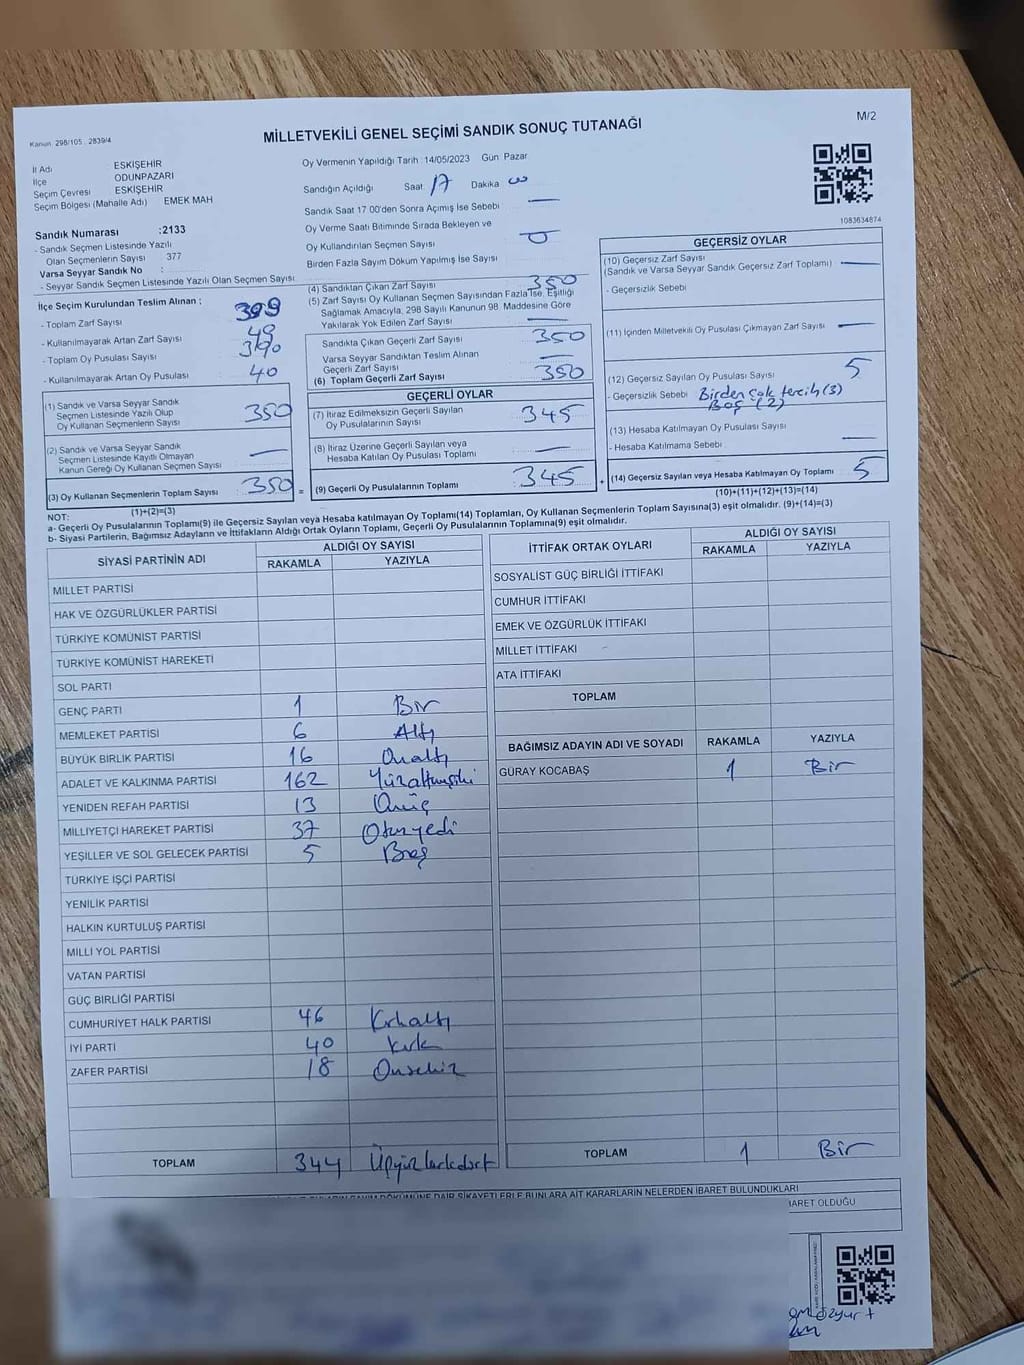 Kanun: 298/105 , 2839/4
MİLLETVEKİLİ GENEL SEÇİMİ SANDIK SONUÇ TUTANAĞI
M/2
İl Adı : ESKİŞEHİR
İlçe : ODUNPAZARI
Seçim Çevresi : ESKİŞEHİR
Seçim Bölgesi (Mahalle Adı) EMEK MAH
Sandık Numarası :2133
- Sandık Seçmen Listesinde Yazılı
Olan Seçmenlerin Sayısı : 377
Varsa Seyyar Sandık No :
- Seyyar Sandık Seçmen Listesinde Yazılı Olan Seçmen Sayısı:
Oy Vermenin Yapıldığı Tarih :14/05/2023 Gün: Pazar
Sandığın Açıldığı Saat: 17 Dakika
Sandık Saat 17:00'den Sonra Açımış İse Sebebi —
Oy Verme Saati Bitiminde Sırada Bekleyen ve
Oy Kullandırılan Seçmen Sayısı
Birden Fazla Sayım Döküm Yapılmış İse Sayısı :
1083634874
İlçe Seçim Kurulundan Teslim Alınan ;
- Toplam Zarf Sayısı 399
- Kullanılmayarak Artan Zarf Sayısı : 49
- Toplam Oy Pusulası Sayısı : 390
- Kullanılmayarak Artan Oy Pusulası : 40
(1) Sandık ve Varsa Seyyar Sandık
Seçmen Listesinde Yazılı Olup
Oy Kullanan Seçmenlerin Sayısı : 350
(2) Sandık ve Varsa Seyyar Sandık
Seçmen Listesinde Kayıtlı Olmayan
Kanun Gereği Oy Kullanan Seçmen Sayısı : —
(3) Oy Kullanan Seçmenlerin Toplam Sayısı : 350
(1)+(2)=(3)
(4) Sandıktan Çıkan Zarf Sayısı : 350
(5) Zarf Sayısı Oy Kullanan Seçmen Sayısından Fazla İse, Eşitliği
Sağlamak Amacıyla; 298 Sayılı Kanunun 98. Maddesine Göre
Yakılarak Yok Edilen Zarf Sayısı : —
Sandıkta Çıkan Geçerli Zarf Sayısı : 350
Varsa Seyyar Sandıktan Teslim Alınan
Geçerli Zarf Sayısı : —
(6) Toplam Geçerli Zarf Sayısı : 350
GEÇERLİ OYLAR
(7) İtiraz Edilmeksizin Geçerli Sayılan
Oy Pusulalarının Sayısı : 345
(8) İtiraz Üzerine Geçerli Sayılan veya
Hesaba Katılan Oy Pusulası Toplamı : —
= (9) Geçerli Oy Pusulalarının Toplamı : 345
GEÇERSİZ OYLAR
(10) Geçersiz Zarf Sayısı
(Sandık ve Varsa Seyyar Sandık Geçersiz Zarf Toplamı) : —
- Geçersizlik Sebebi :
(11) İçinden Milletvekili Oy Pusulası Çıkmayan Zarf Sayısı : —
(12) Geçersiz Sayılan Oy Pusulası Sayısı : 5
- Geçersizlik Sebebi : Birden çok tercih (3)
Boş (2)
(13) Hesaba Katılmayan Oy Pusulası Sayısı : —
- Hesaba Katılmama Sebebi :
+ (14) Geçersiz Sayılan veya Hesaba Katılmayan Oy Toplamı : 5
(10)+(11)+(12)+(13)=(14)
NOT:
a- Geçerli Oy Pusulalarının Toplamı(9) ile Geçersiz Sayılan veya Hesaba katılmayan Oy Toplamı(14) Toplamları, Oy Kullanan Seçmenlerin Toplam Sayısına(3) eşit olmalıdır. (9)+(14)=(3)
b- Siyasi Partilerin, Bağımsız Adayların ve İttifakların Aldığı Ortak Oyların Toplamı, Geçerli Oy Pusulalarının Toplamına(9) eşit olmalıdır.
SİYASİ PARTİNİN ADI ALDIĞI OY SAYISI
RAKAMLA YAZIYLA
MİLLET PARTİSİ
HAK VE ÖZGÜRLÜKLER PARTİSİ
TÜRKİYE KOMÜNİST PARTİSİ
TÜRKİYE KOMÜNİST HAREKETİ
SOL PARTİ
GENÇ PARTİ 1 Bir
MEMLEKET PARTİSİ 6 Altı
BÜYÜK BİRLİK PARTİSİ 16 Onaltı
ADALET VE KALKINMA PARTİSİ 162 Yüzaltmışiki
YENİDEN REFAH PARTİSİ 13 Onüç
MİLLİYETÇİ HAREKET PARTİSİ 37 Otuzyedi
YEŞİLLER VE SOL GELECEK PARTİSİ 5 Beş
TÜRKİYE İŞÇİ PARTİSİ
YENİLİK PARTİSİ
HALKIN KURTULUŞ PARTİSİ
MİLLİ YOL PARTİSİ
VATAN PARTİSİ
GÜÇ BİRLİĞİ PARTİSİ
CUMHURİYET HALK PARTİSİ 46 Kırkaltı
İYİ PARTİ 40 Kırk
ZAFER PARTİSİ 18 Onsekiz
TOPLAM 344 Üçyüzkırkdört
İTTİFAK ORTAK OYLARI ALDIĞI OY SAYISI
RAKAMLA YAZIYLA
SOSYALİST GÜÇ BİRLİĞİ İTTİFAKI
CUMHUR İTTİFAKI
EMEK VE ÖZGÜRLÜK İTTİFAKI
MİLLET İTTİFAKI
ATA İTTİFAKI
TOPLAM
BAĞIMSIZ ADAYIN ADI VE SOYADI RAKAMLA YAZIYLA
GÜRAY KOCABAŞ 1 Bir
TOPLAM 1 Bir
SAYIM DÖKÜMÜNE DAİR ŞİKAYETLERLE BUNLARA AİT KARARLARIN NELERDEN İBARET BULUNDUKLARI
İBARET OLDUĞU